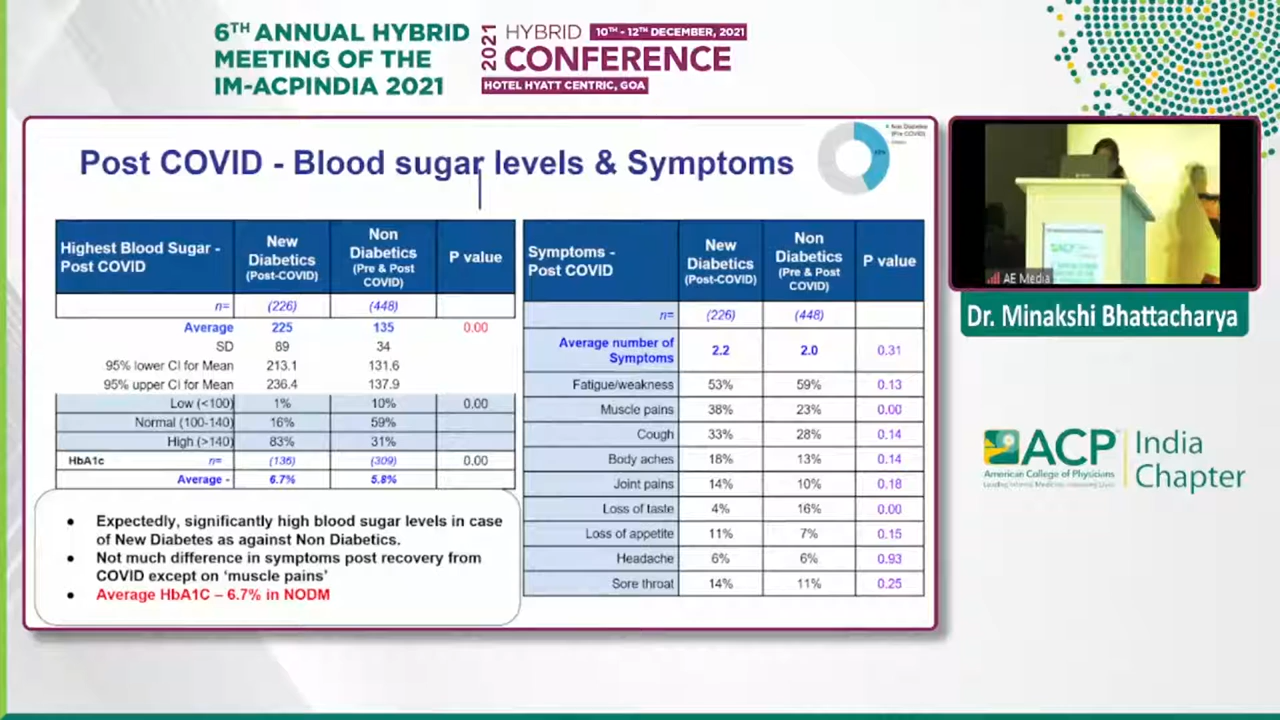 6TH ANNUAL HYBRID
MEETING OF THE
IM-ACPINDIA 2021
2021
HYBRID
10TH - 12TH DECEMBER, 2021
CONFERENCE
HOTEL HYATT CENTRIC, GOA
Post COVID - Blood sugar levels & Symptoms
Non Diabetics
(Pre COVID)
Highest Blood Sugar - Post COVID | New Diabetics (Post-COVID) | Non Diabetics (Pre & Post COVID) | P value
n= | (226) | (448)
Average | 225 | 135 | 0.00
SD | 89 | 34
95% lower CI for Mean | 213.1 | 131.6
95% upper CI for Mean | 236.4 | 137.9
Low (<100) | 1% | 10% | 0.00
Normal (100-140) | 16% | 59%
High (>140) | 83% | 31%
HbA1c n= | (136) | (309) | 0.00
Average - | 6.7% | 5.8%
Symptoms - Post COVID | New Diabetics (Post-COVID) | Non Diabetics (Pre & Post COVID) | P value
n= | (226) | (448)
Average number of Symptoms | 2.2 | 2.0 | 0.31
Fatigue/weakness | 53% | 59% | 0.13
Muscle pains | 38% | 23% | 0.00
Cough | 33% | 28% | 0.14
Body aches | 18% | 13% | 0.14
Joint pains | 14% | 10% | 0.18
Loss of taste | 4% | 16% | 0.00
Loss of appetite | 11% | 7% | 0.15
Headache | 6% | 6% | 0.93
Sore throat | 14% | 11% | 0.25
• Expectedly, significantly high blood sugar levels in case
of New Diabetes as against Non Diabetics.
• Not much difference in symptoms post recovery from
COVID except on ‘muscle pains’
• Average HbA1C – 6.7% in NODM
ACP
AE Media
Dr. Minakshi Bhattacharya
ACP
American College of Physicians
Leading Internal Medicine, Improving Lives
India
Chapter